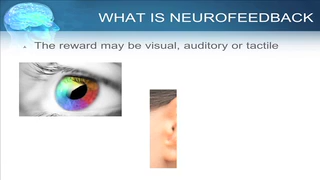 WHAT IS NEUROFEEDBACK
The reward may be visual, auditory or tactile